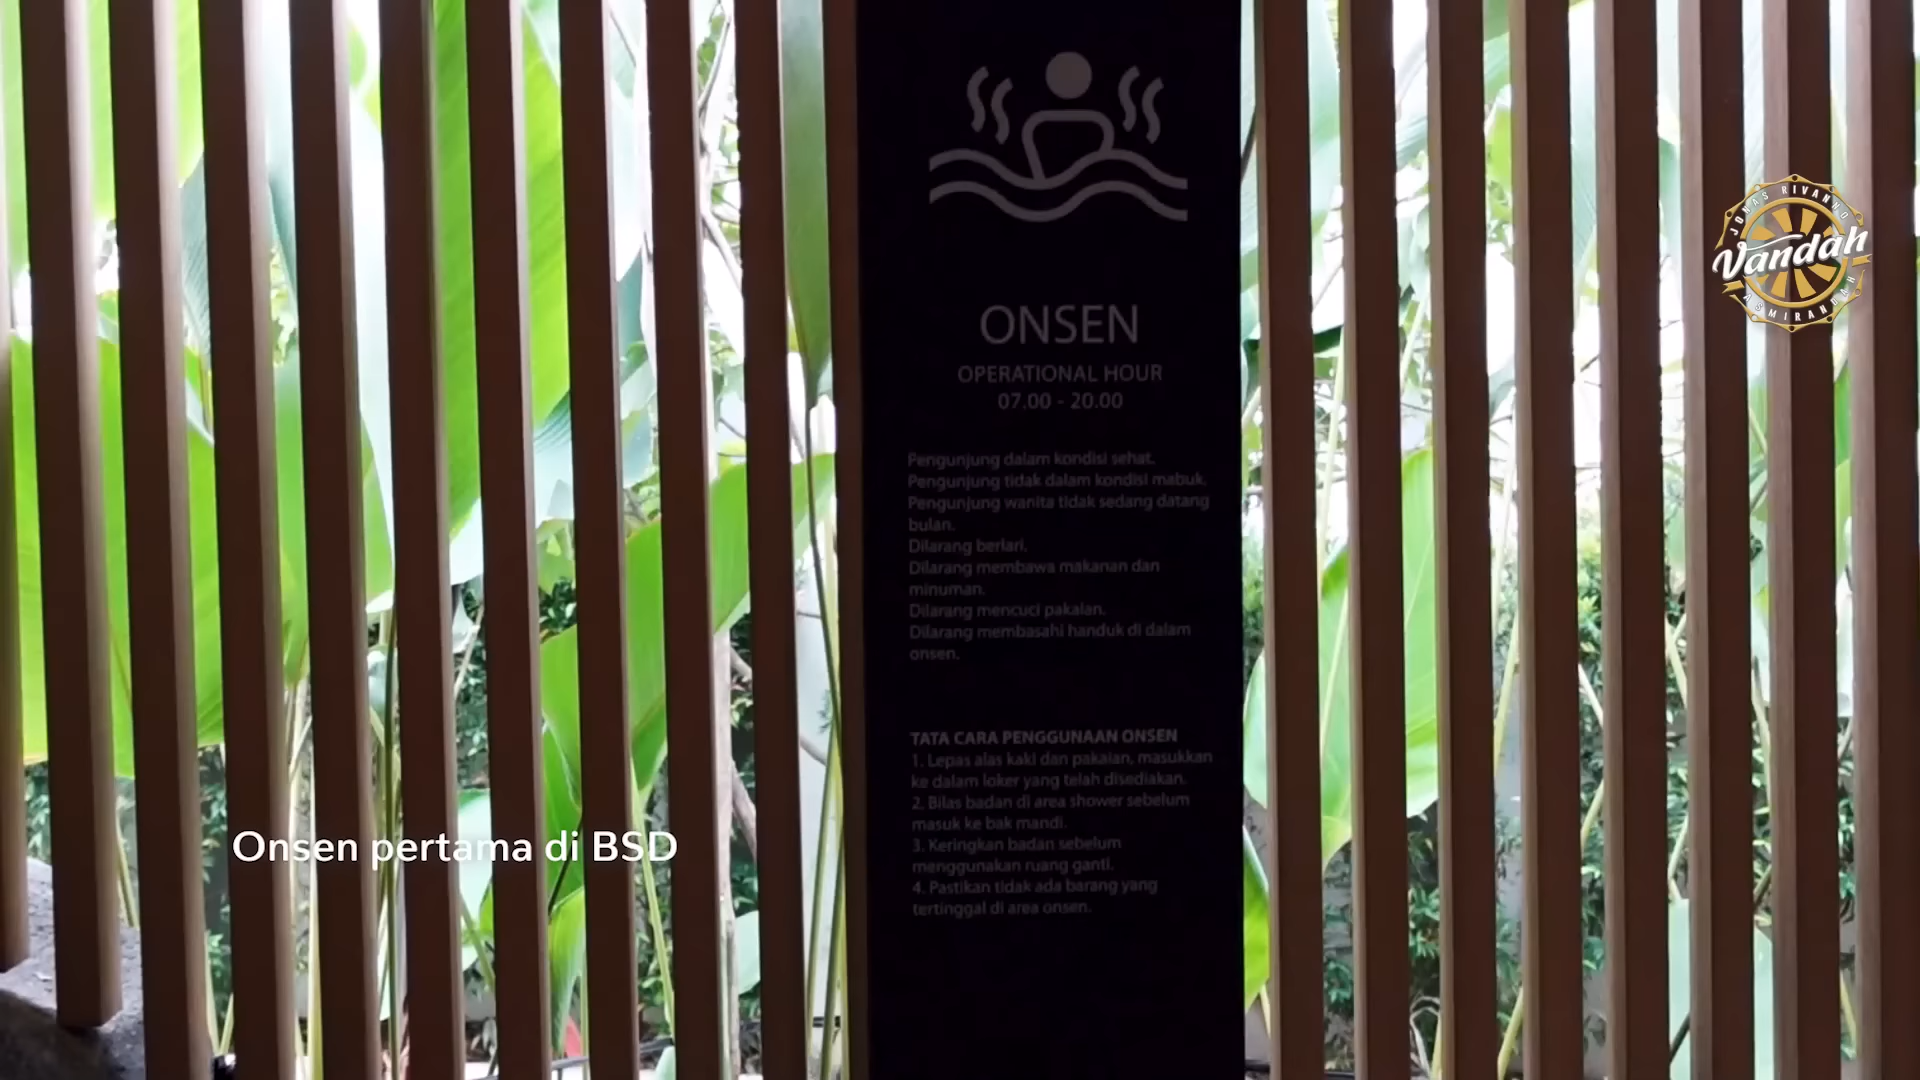 ONSEN
OPERATIONAL HOUR
07.00 - 20.00
Pengunjung dalam kondisi sehat.
Pengunjung tidak dalam kondisi mabuk.
Pengunjung wanita tidak sedang datang
bulan.
Dilarang berlari.
Dilarang membawa makanan dan
minuman.
Dilarang mencuci pakaian.
Dilarang membasahi handuk di dalam
onsen.
TATA CARA PENGGUNAAN ONSEN
1. Lepas alas kaki dan pakaian, masukkan
ke dalam loker yang telah disediakan.
2. Bilas badan di area shower sebelum
masuk ke bak mandi.
3. Keringkan badan sebelum
menggunakan ruang ganti.
4. Pastikan tidak ada barang yang
tertinggal di area onsen.
Onsen pertama di BSD
JONAS RIVANNO
Vandah
ASMIRANDAH